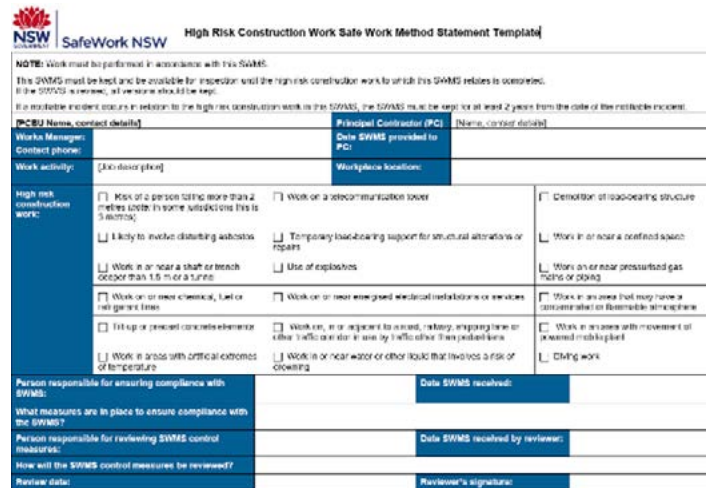 NSW
GOVERNMENT
SafeWork NSW
High Risk Construction Work Safe Work Method Statement Template
NOTE: Work must be performed in accordance with this SWMS.
This SWMS must be kept and be available for inspection until the high risk construction work to which this SWMS relates is completed.
If the SWMS is revised, all versions should be kept.
If a notifiable incident occurs in relation to the high risk construction work in this SWMS, the SWMS must be kept for at least 2 years from the date of the notifiable incident.
[PCBU Name, contact details]
Principal Contractor (PC)
[Name, contact details]
Works Manager:
Contact phone:
Date SWMS provided to
PC:
Work activity:
[Job description]
Workplace location:
High risk
construction
work:
Risk of a person falling more than 2
metres (note: in some jurisdictions this is
3 metres)
Work on a telecommunication tower
Demolition of load-bearing structure
Likely to involve disturbing asbestos
Temporary load-bearing support for structural alterations or
repairs
Work in or near a confined space
Work in or near a shaft or trench
deeper than 1.5 m or a tunnel
Use of explosives
Work on or near pressurised gas
mains or piping
Work on or near chemical, fuel or
refrigerant lines
Work on or near energised electrical installations or services
Work in an area that may have a
contaminated or flammable atmosphere
Tilt-up or precast concrete elements
Work on, in or adjacent to a road, railway, shipping lane or
other traffic corridor in use by traffic other than pedestrians
Work in an area with movement of
powered mobile plant
Work in areas with artificial extremes
of temperature
Work in or near water or other liquid that involves a risk of
drowning
Diving work
Person responsible for ensuring compliance with
SWMS:
Date SWMS received:
What measures are in place to ensure compliance with
the SWMS?
Person responsible for reviewing SWMS control
measures:
Date SWMS received by reviewer:
How will the SWMS control measures be reviewed?
Review date:
Reviewer's signature: